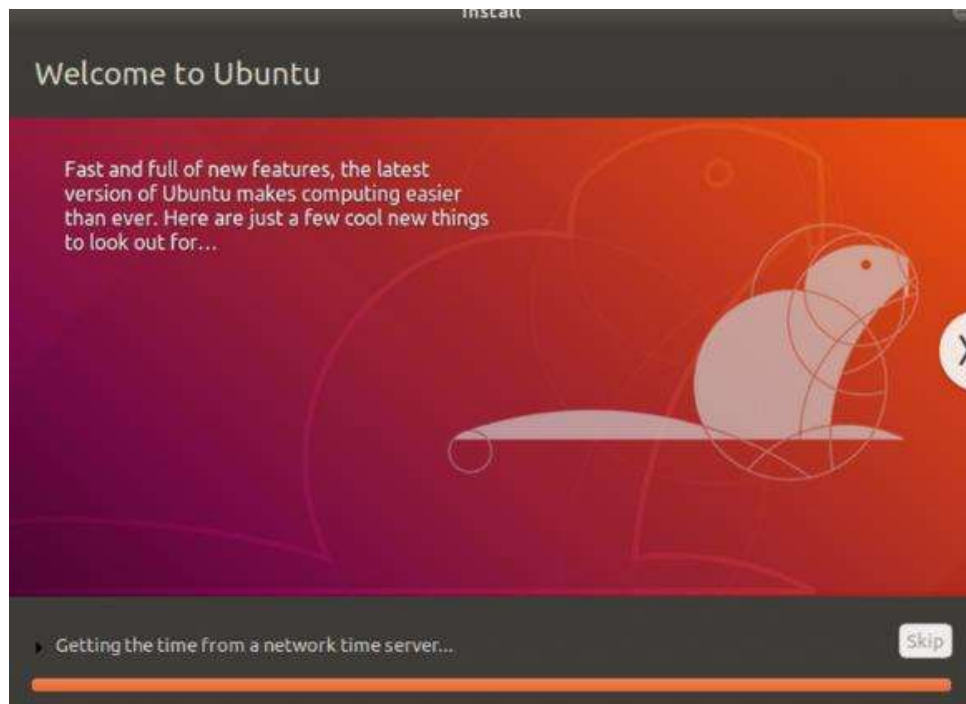 Install
Welcome to Ubuntu
Fast and full of new features, the latest
version of Ubuntu makes computing easier
than ever. Here are just a few cool new things
to look out for...
Getting the time from a network time server...
Skip